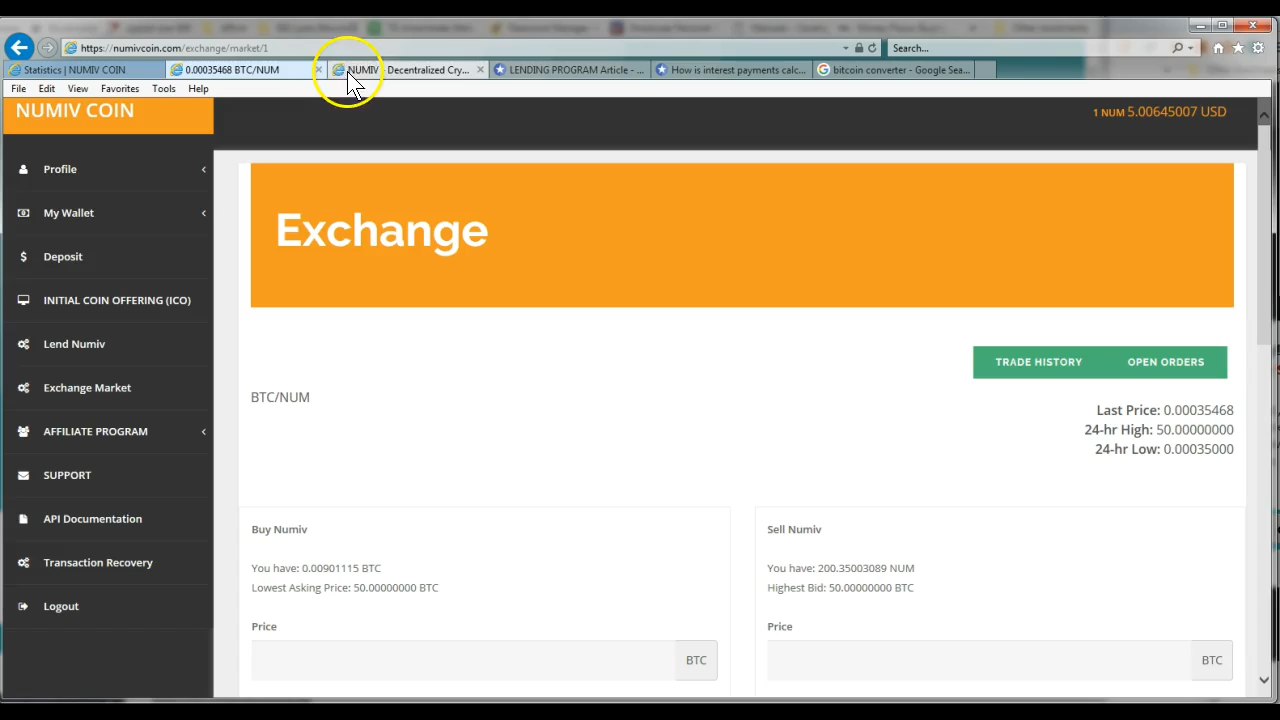 https://numivcoin.com/exchange/market/1
Search...
Statistics | NUMIV COIN
0.00035468 BTC/NUM
NUMIV - Decentralized Cry...
LENDING PROGRAM Article - ...
How is interest payments calc...
bitcoin converter - Google Sea...
File Edit View Favorites Tools Help
NUMIV COIN
1 NUM 5.00645007 USD
Profile
My Wallet
Deposit
INITIAL COIN OFFERING (ICO)
Lend Numiv
Exchange Market
AFFILIATE PROGRAM
SUPPORT
API Documentation
Transaction Recovery
Logout
Exchange
TRADE HISTORY
OPEN ORDERS
BTC/NUM
Last Price: 0.00035468
24-hr High: 50.00000000
24-hr Low: 0.00035000
Buy Numiv
You have: 0.00901115 BTC
Lowest Asking Price: 50.00000000 BTC
Price
BTC
Sell Numiv
You have: 200.35003089 NUM
Highest Bid: 50.00000000 BTC
Price
BTC